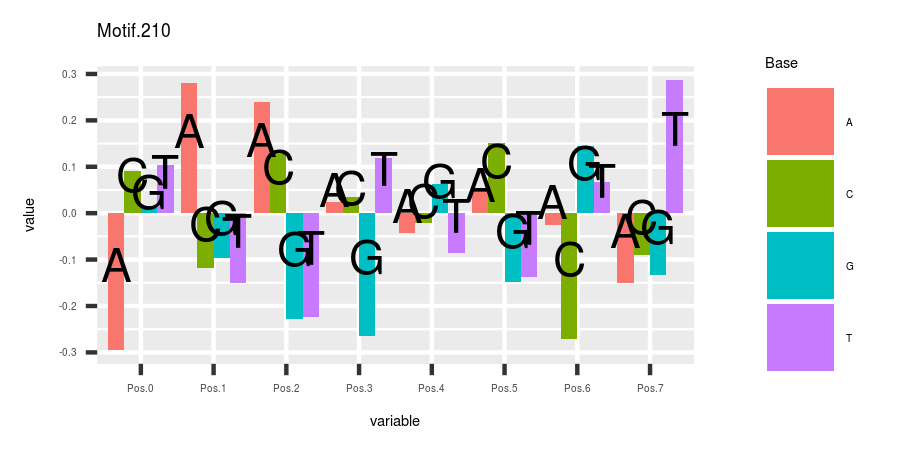 Motif.210
value
0.3
0.2
0.1
0.0
-0.1
-0.2
-0.3
A C G T A C G T A C G T A C G T A C G T A C G T A C G T A C G T
Pos.0 Pos.1 Pos.2 Pos.3 Pos.4 Pos.5 Pos.6 Pos.7
variable
Base
A
C
G
T